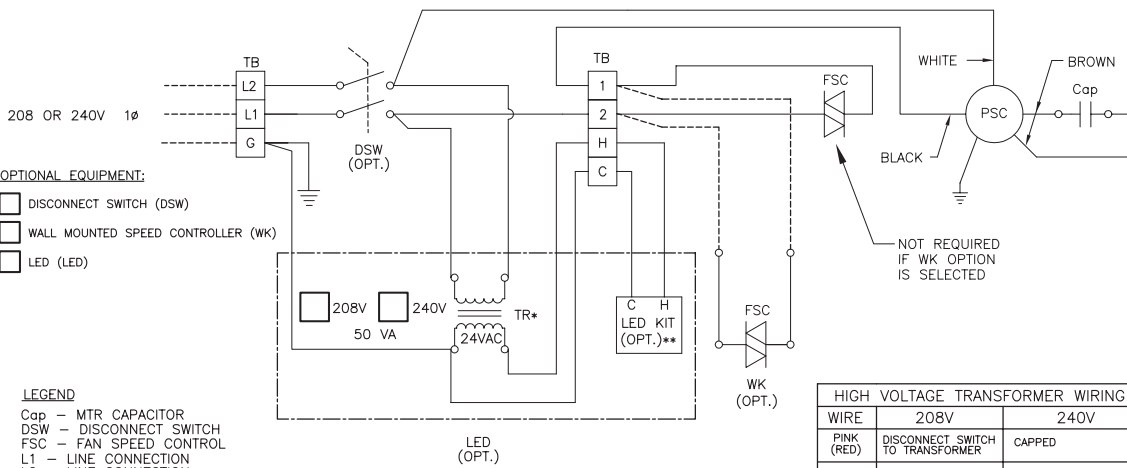 TB
L2
L1
G
208 OR 240V 1ø
DSW
(OPT.)
TB
1
2
H
C
FSC
WHITE
BROWN
Cap
PSC
BLACK
NOT REQUIRED
IF WK OPTION
IS SELECTED
OPTIONAL EQUIPMENT:
DISCONNECT SWITCH (DSW)
WALL MOUNTED SPEED CONTROLLER (WK)
LED (LED)
208V
240V
50 VA
TR*
24VAC
C H
LED KIT
(OPT.)**
FSC
WK
(OPT.)
LED
(OPT.)
LEGEND
Cap – MTR CAPACITOR
DSW – DISCONNECT SWITCH
FSC – FAN SPEED CONTROL
L1 – LINE CONNECTION
HIGH VOLTAGE TRANSFORMER WIRING
WIRE 208V 240V
PINK (RED) DISCONNECT SWITCH TO TRANSFORMER CAPPED